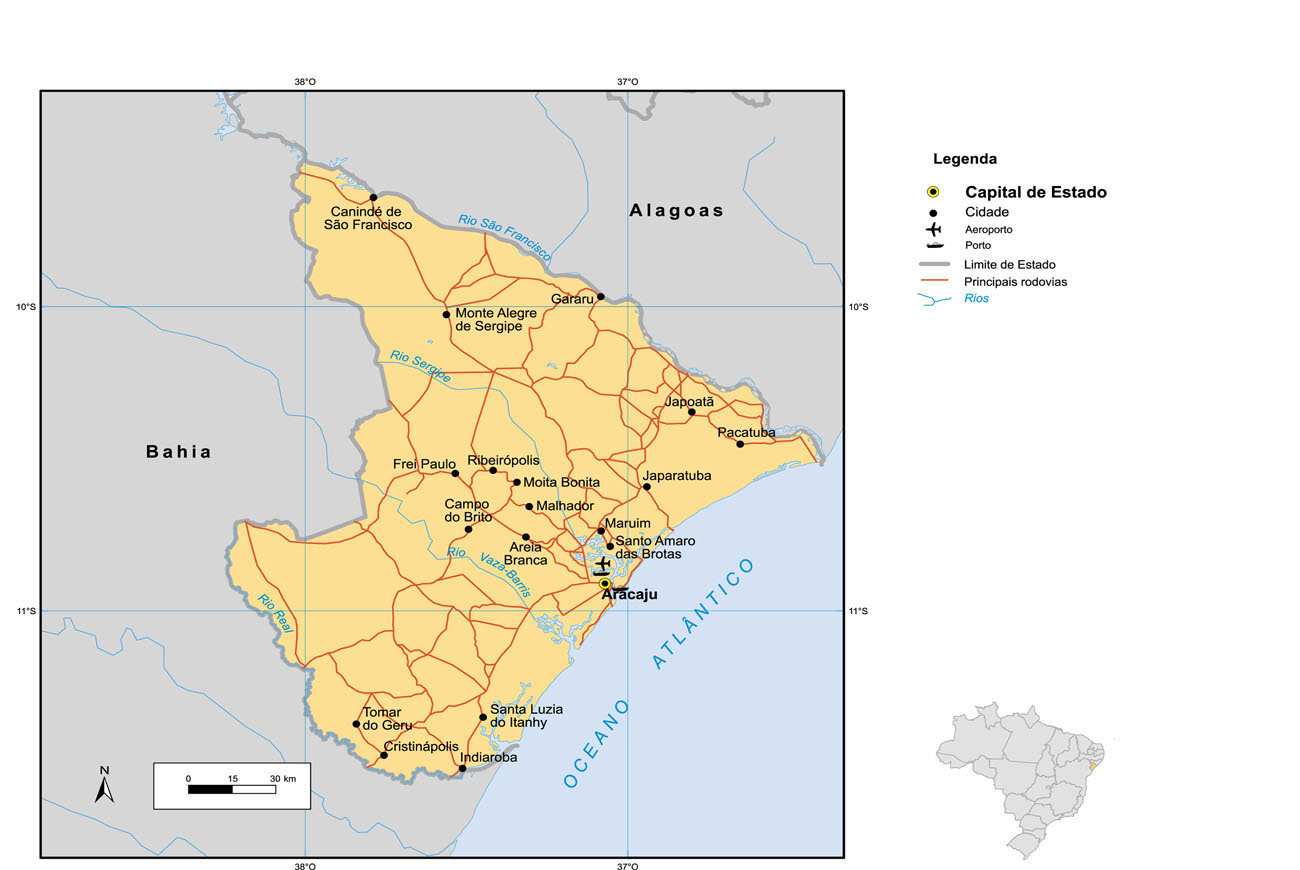 38°O
37°O
Legenda
Capital de Estado
Cidade
Aeroporto
Porto
Limite de Estado
Principais rodovias
Rios
Alagoas
Canindé de
São Francisco
Rio São Francisco
10°S
10°S
Gararu
Monte Alegre
de Sergipe
Rio Sergipe
Japoatã
Pacatuba
Bahia
Frei Paulo
Ribeirópolis
Moita Bonita
Japaratuba
Campo
do Brito
Malhador
Maruim
Santo Amaro
das Brotas
Areia
Branca
Rio Vaza-Barris
Aracaju
11°S
11°S
Rio Real
OCEANO ATLÂNTICO
Tomar
do Geru
Santa Luzia
do Itanhy
Cristinápolis
Indiaroba
N
0 15 30 km
38°O
37°O